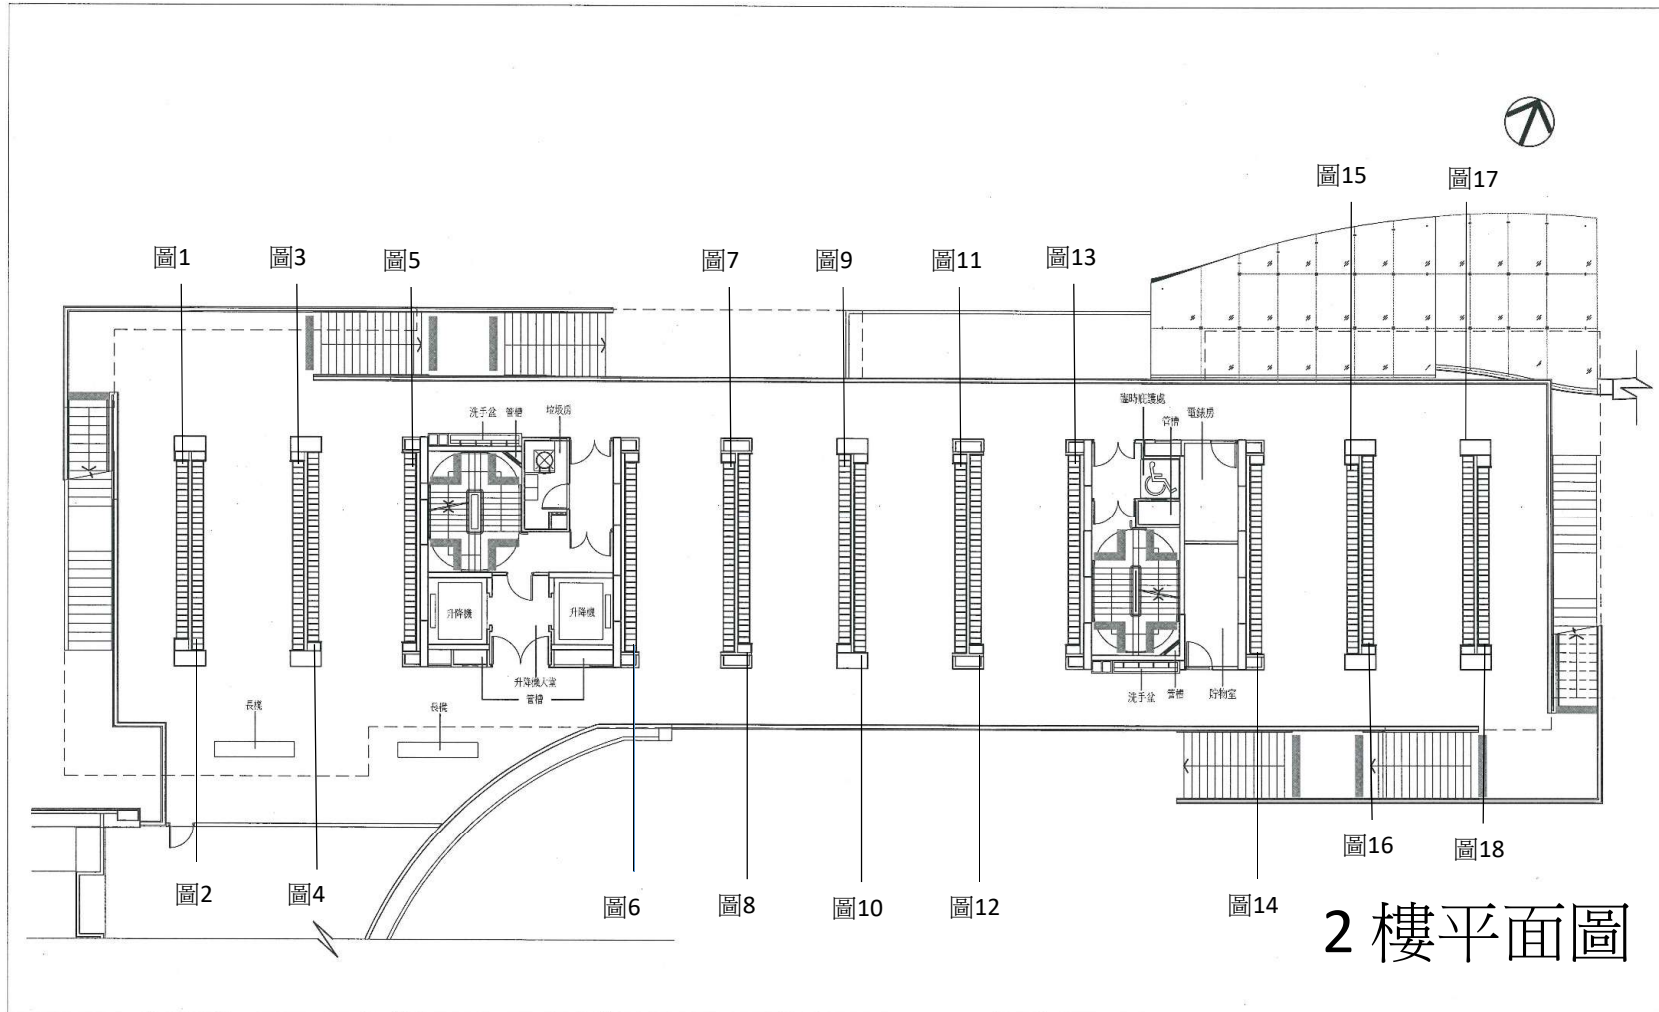 圖15
圖17
圖1
圖3
圖5
圖7
圖9
圖11
圖13
洗手盆
管槽
垃圾房
臨時庇護處
管槽
電錶房
升降機
升降機
升降機大堂
管槽
洗手盆
管槽
貯物室
長櫈
長櫈
圖2
圖4
圖6
圖8
圖10
圖12
圖14
圖16
圖18
2 樓平面圖